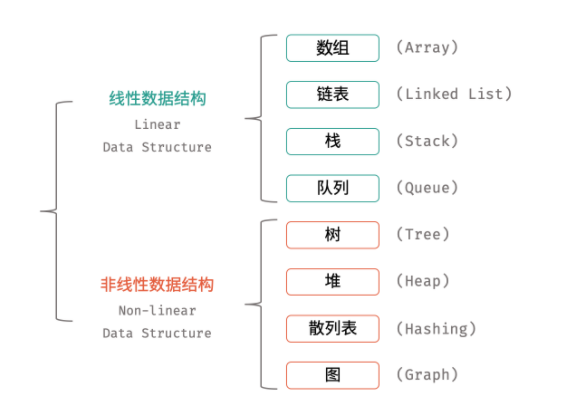 数组 (Array)
链表 (Linked List)
线性数据结构
Linear
Data Structure
栈 (Stack)
队列 (Queue)
树 (Tree)
堆 (Heap)
非线性数据结构
Non-linear
Data Structure
散列表 (Hashing)
图 (Graph)